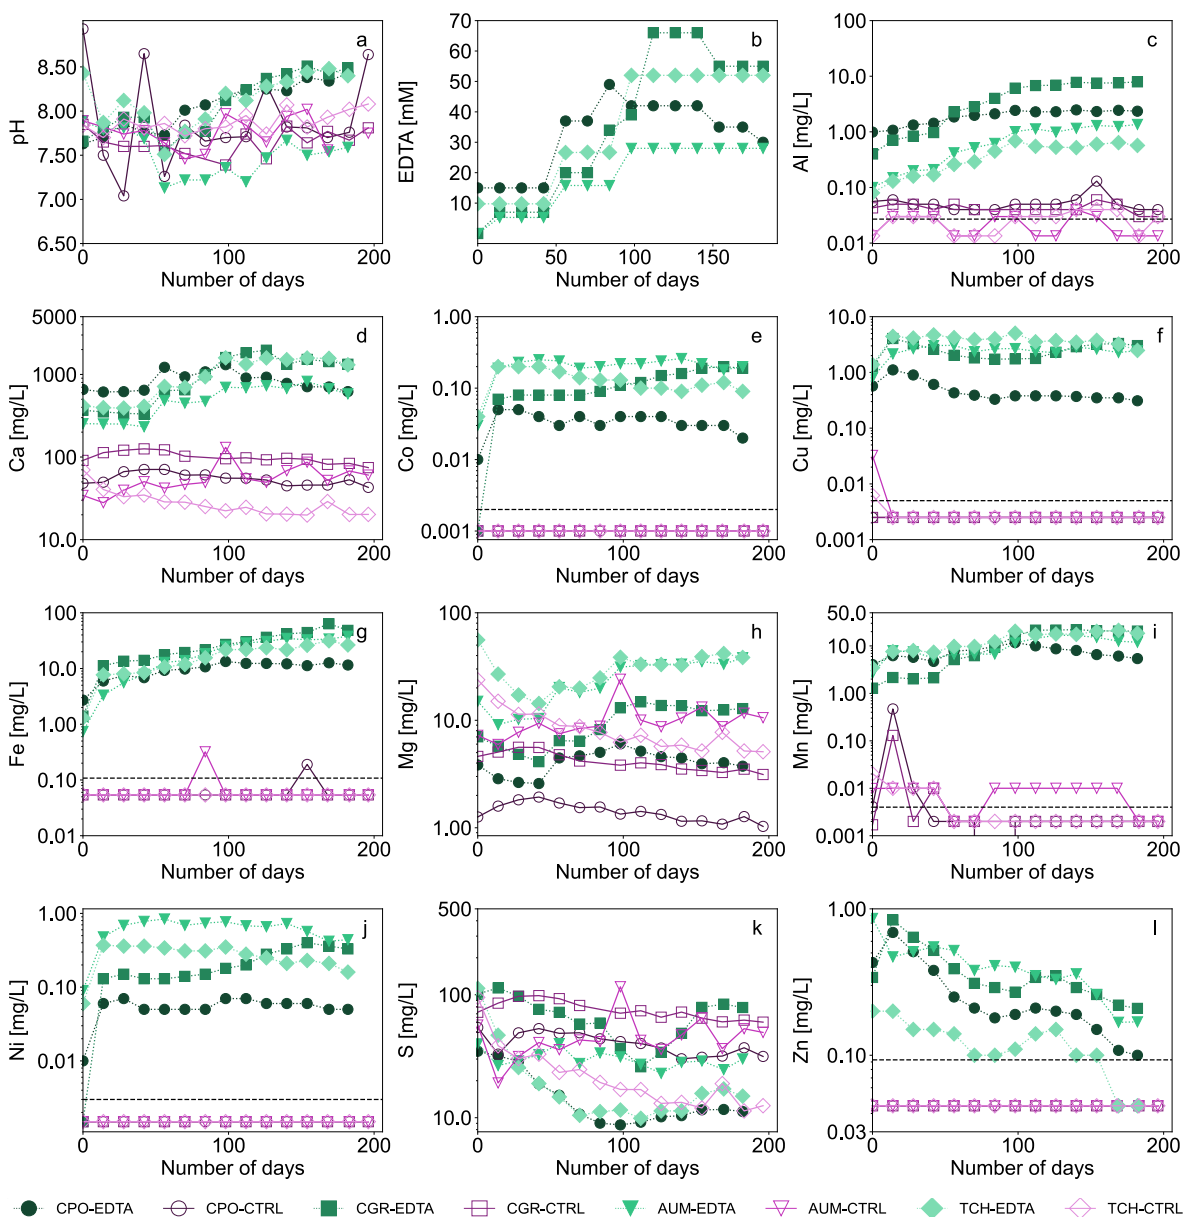 a
8.50
8.00
7.50
7.00
6.50
pH
0
100
200
Number of days
b
70
60
50
40
30
20
10
EDTA [mM]
0
50
100
150
Number of days
c
100
10.0
1.00
0.10
0.01
Al [mg/L]
0
100
200
Number of days
d
5000
1000
100
10.0
Ca [mg/L]
0
100
200
Number of days
e
1.00
0.10
0.01
0.001
Co [mg/L]
0
100
200
Number of days
f
10.0
1.00
0.10
0.01
0.001
Cu [mg/L]
0
100
200
Number of days
g
100
10.0
1.00
0.10
0.01
Fe [mg/L]
0
100
200
Number of days
h
100
10.0
1.00
Mg [mg/L]
0
100
200
Number of days
i
50.0
10.0
1.00
0.10
0.01
0.001
Mn [mg/L]
0
100
200
Number of days
j
1.00
0.10
0.01
Ni [mg/L]
0
100
200
Number of days
k
500
100
10.0
S [mg/L]
0
100
200
Number of days
l
1.00
0.10
0.03
Zn [mg/L]
0
100
200
Number of days
CPO-EDTA CPO-CTRL CGR-EDTA CGR-CTRL AUM-EDTA AUM-CTRL TCH-EDTA TCH-CTRL